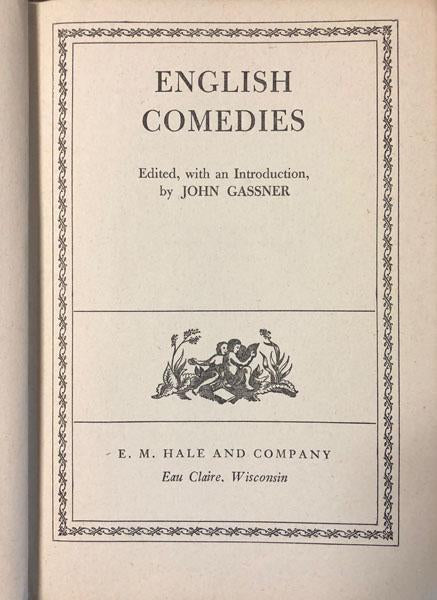 ENGLISH
COMEDIES
Edited, with an Introduction,
by JOHN GASSNER
E. M. HALE AND COMPANY
Eau Claire, Wisconsin